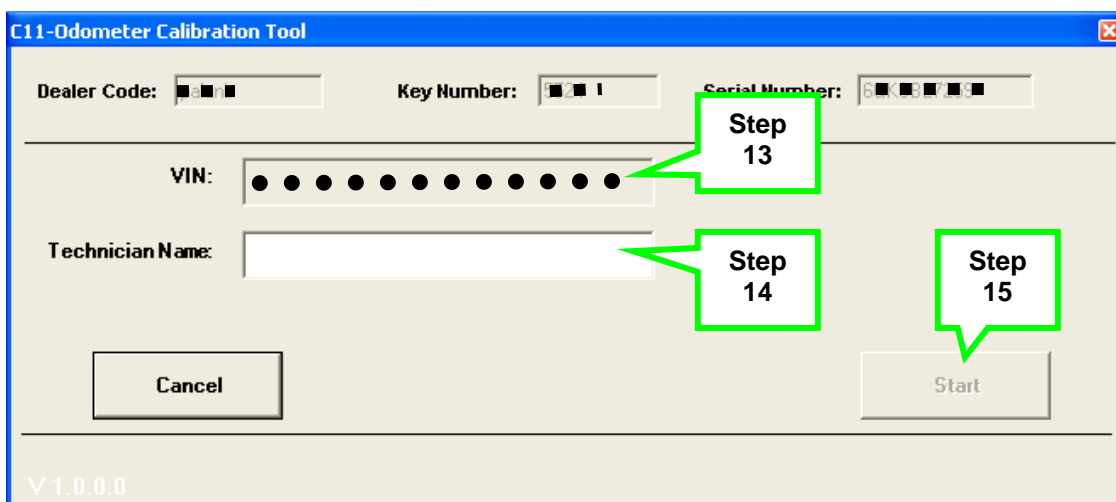 C11-Odometer Calibration Tool
Dealer Code: Key Number: Serial Number:
Step
13
VIN:
Technician Name:
Step
14
Step
15
Cancel
Start
V 1.0.0.0